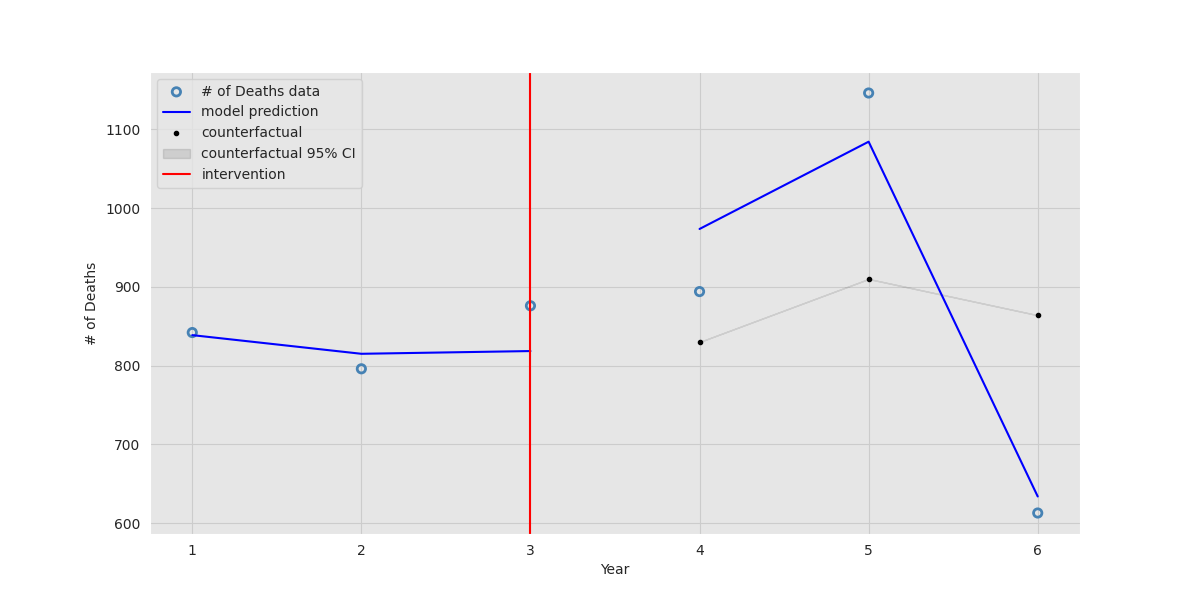 # of Deaths data
model prediction
counterfactual
counterfactual 95% CI
intervention
1100
1000
900
800
700
600
# of Deaths
1 2 3 4 5 6
Year